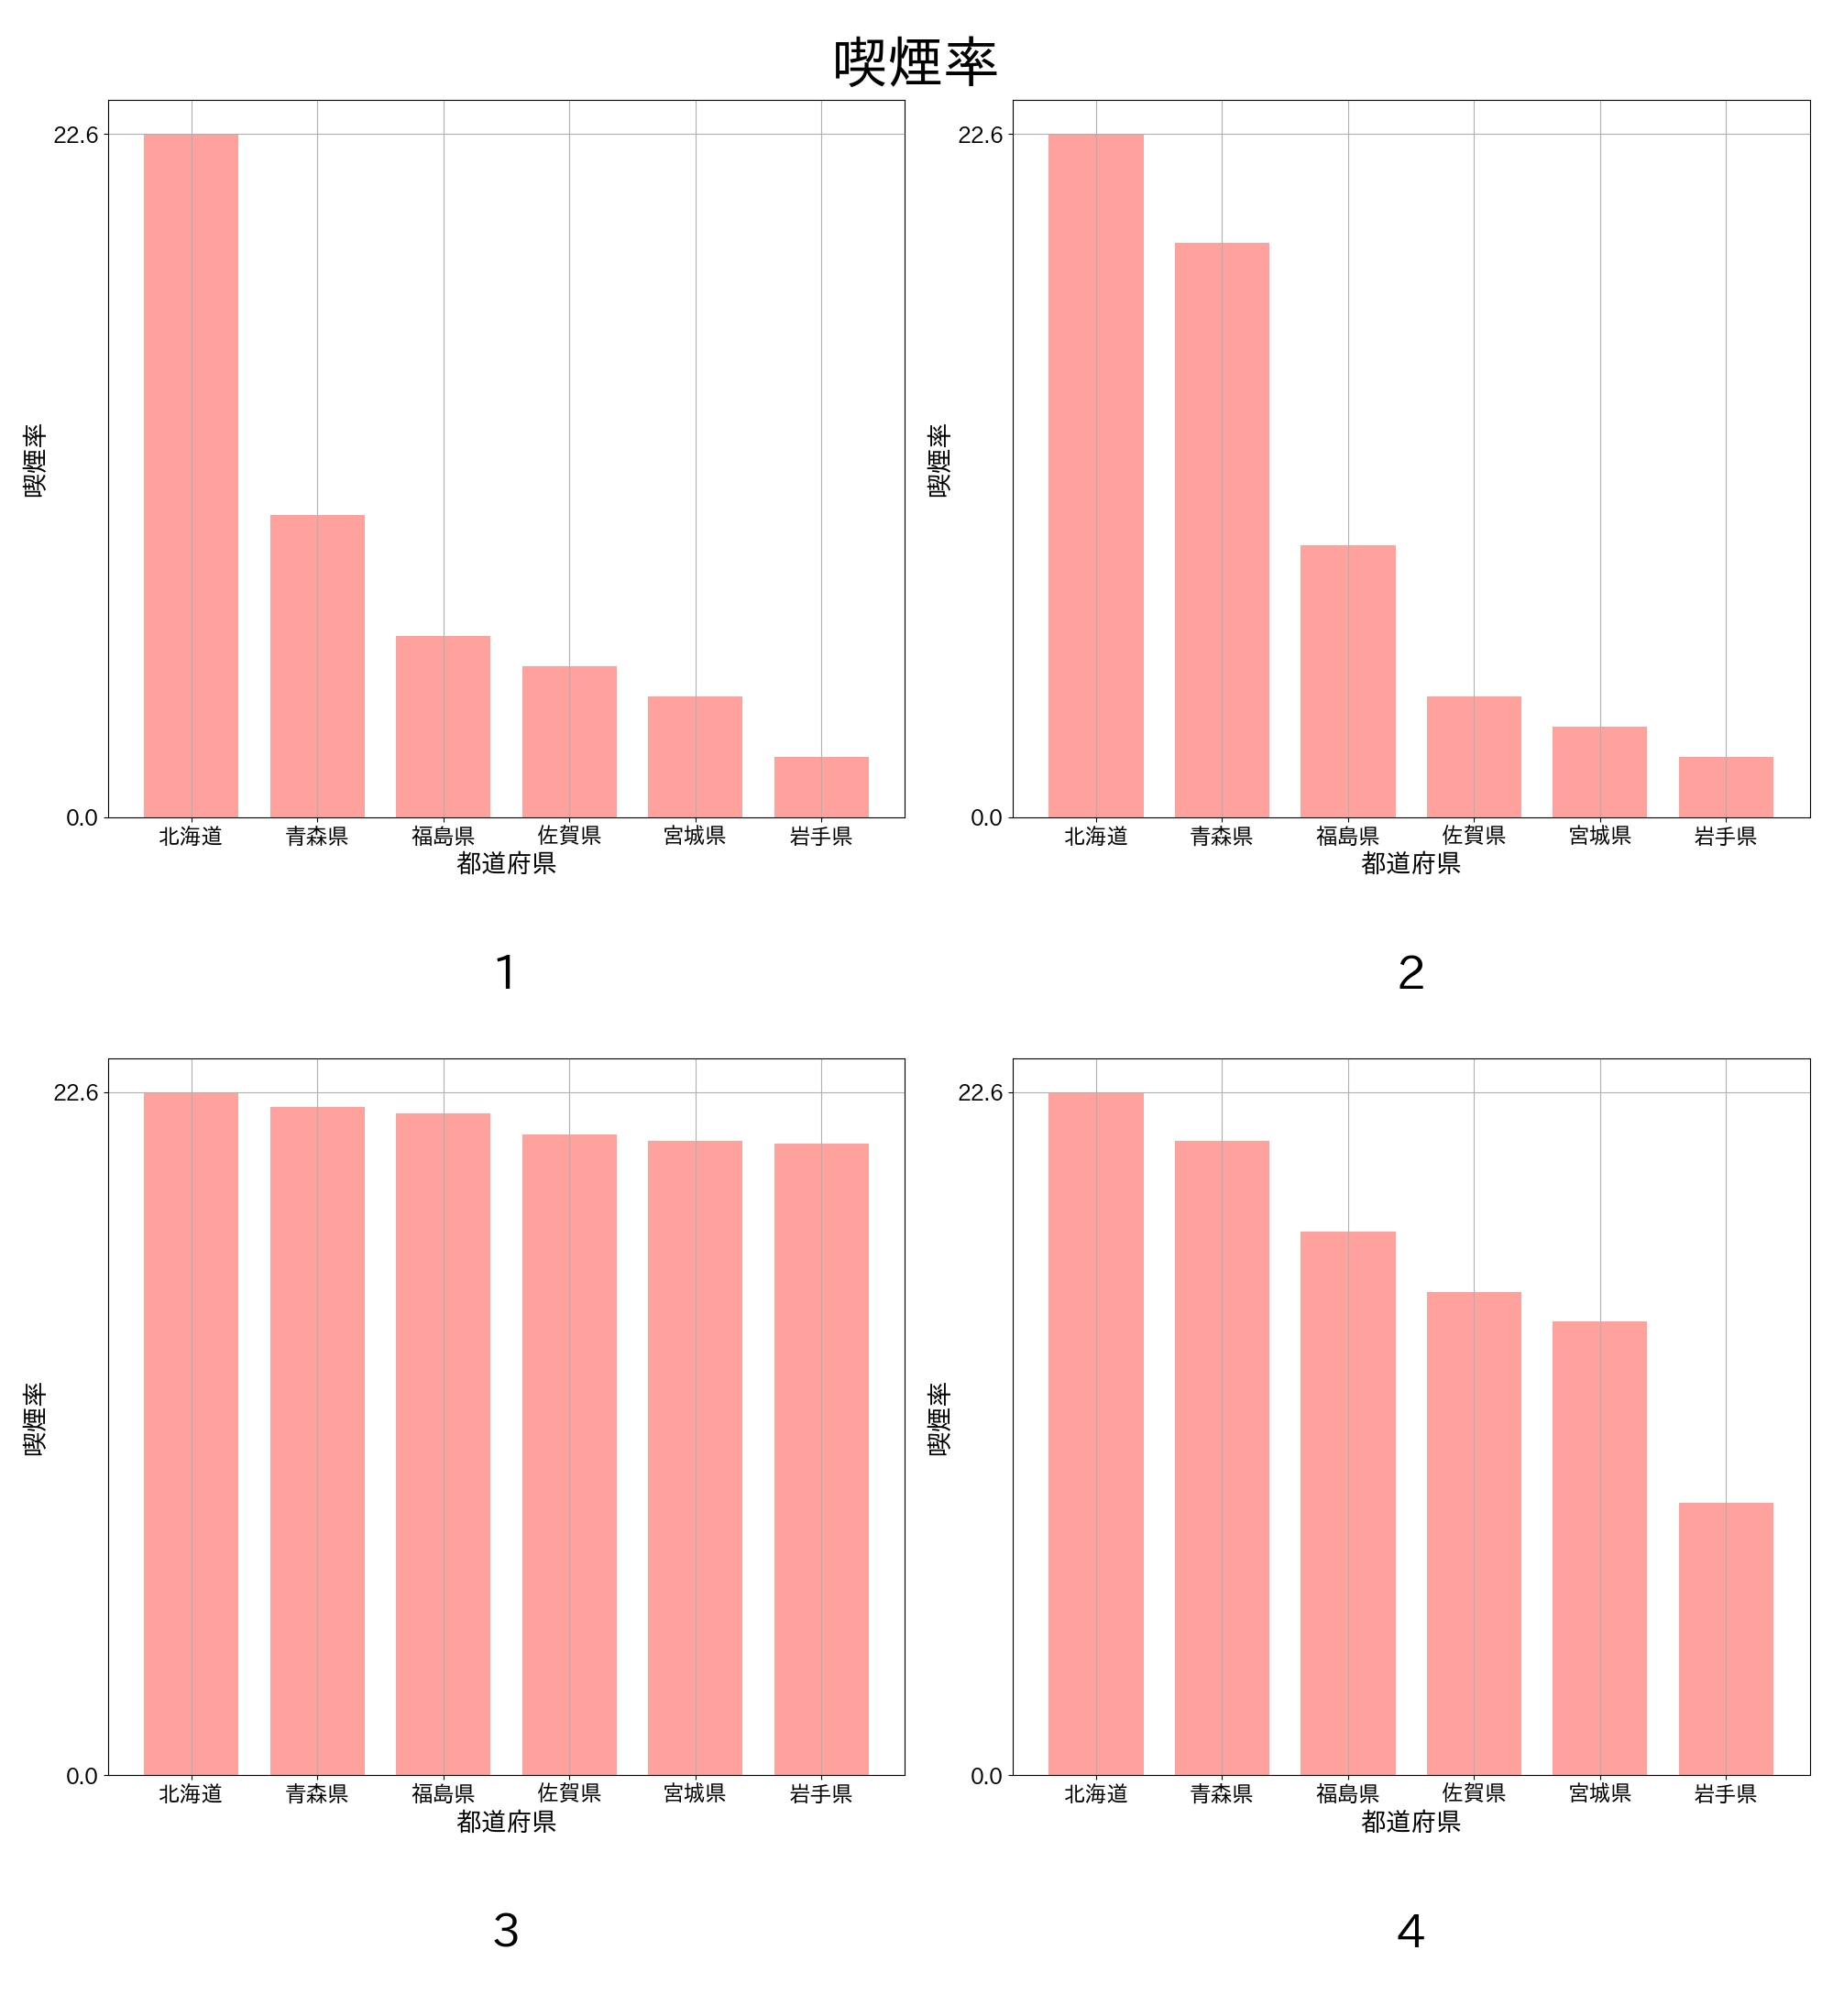 喫煙率
22.6
0.0
喫煙率
北海道 青森県 福島県 佐賀県 宮城県 岩手県
都道府県
1
22.6
0.0
喫煙率
北海道 青森県 福島県 佐賀県 宮城県 岩手県
都道府県
2
22.6
0.0
喫煙率
北海道 青森県 福島県 佐賀県 宮城県 岩手県
都道府県
3
22.6
0.0
喫煙率
北海道 青森県 福島県 佐賀県 宮城県 岩手県
都道府県
4